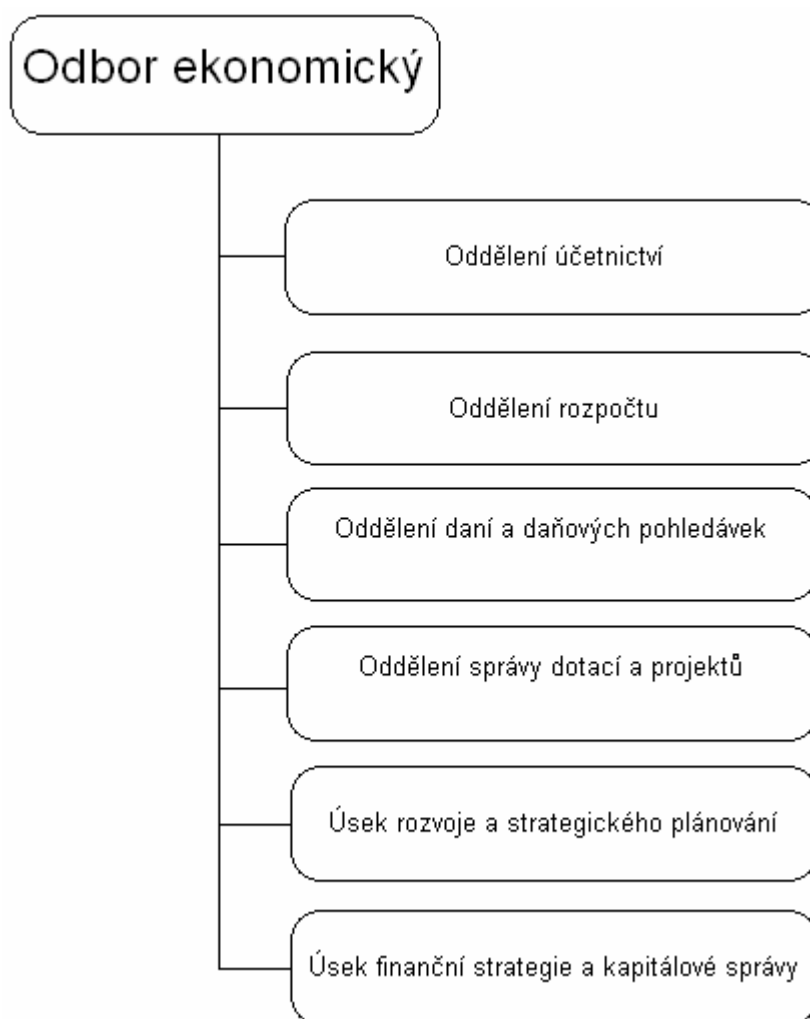 Odbor ekonomický
Oddělení účetnictví
Oddělení rozpočtu
Oddělení daní a daňových pohledávek
Oddělení správy dotací a projektů
Úsek rozvoje a strategického plánování
Úsek finanční strategie a kapitálové správy